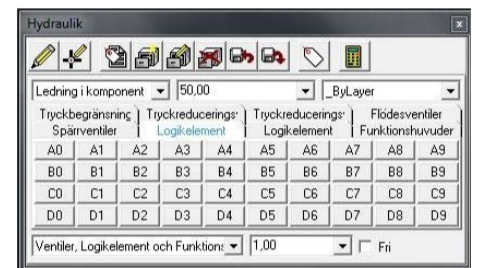 Hydraulik
Ledning i komponent 50,00 _ByLayer
Tryckbegränsninc Tryckreducerings· Tryckreducerings· Flödesventiler
Spärrventiler Logikelement Logikelement Funktionshuvuder
A0 A1 A2 A3 A4 A5 A6 A7 A8 A9
B0 B1 B2 B3 B4 B5 B6 B7 B8 B9
C0 C1 C2 C3 C4 C5 C6 C7 C8 C9
D0 D1 D2 D3 D4 D5 D6 D7 D8 D9
Ventiler, Logikelement och Funktions 1,00 Fri